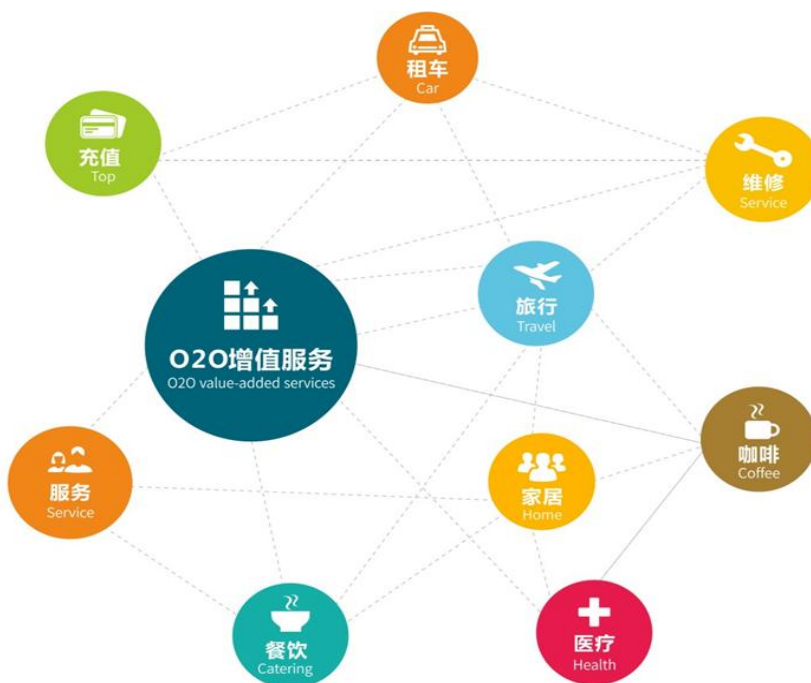 租车
Car
充值
Top
维修
Service
旅行
Travel
O2O增值服务
O2O value-added services
咖啡
Coffee
服务
Service
家居
Home
餐饮
Catering
医疗
Health